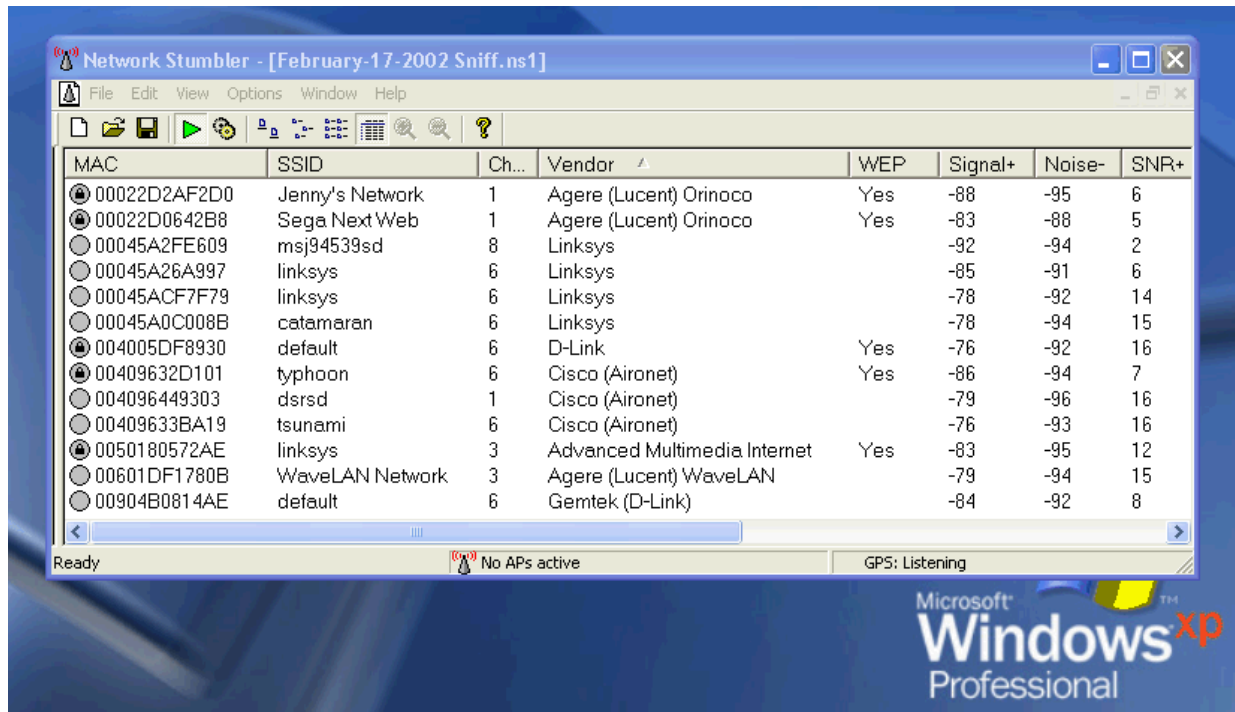 Network Stumbler - [February-17-2002 Sniff.ns1]
File Edit View Options Window Help
MAC SSID Ch... Vendor WEP Signal+ Noise- SNR+
00022D2AF2D0 Jenny's Network 1 Agere (Lucent) Orinoco Yes -88 -95 6
00022D0642B8 Sega Next Web 1 Agere (Lucent) Orinoco Yes -83 -88 5
00045A2FE609 msj94539sd 8 Linksys -92 -94 2
00045A26A997 linksys 6 Linksys -85 -91 6
00045ACF7F79 linksys 6 Linksys -78 -92 14
00045A0C008B catamaran 6 Linksys -78 -94 15
004005DF8930 default 6 D-Link Yes -76 -92 16
00409632D101 typhoon 6 Cisco (Aironet) Yes -86 -94 7
004096449303 dsrsd 1 Cisco (Aironet) -79 -96 16
00409633BA19 tsunami 6 Cisco (Aironet) -76 -93 16
0050180572AE linksys 3 Advanced Multimedia Internet Yes -83 -95 12
00601DF1780B WaveLAN Network 3 Agere (Lucent) WaveLAN -79 -94 15
00904B0814AE default 6 Gemtek (D-Link) -84 -92 8
Ready No APs active GPS: Listening
Microsoft TM
Windows xp
Professional